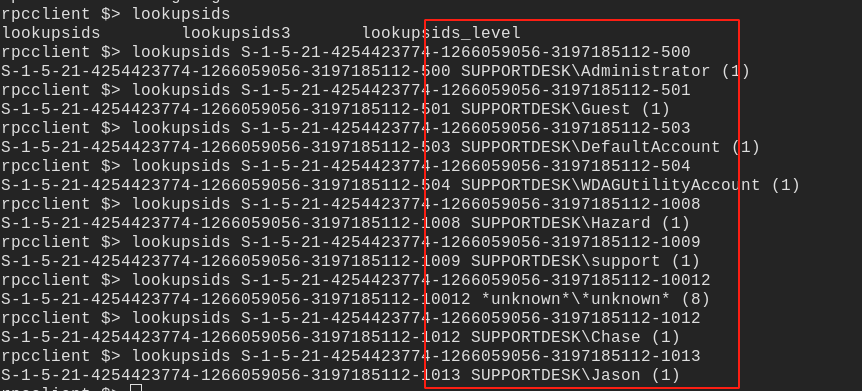 rpcclient $> lookupsids
lookupsids        lookupsids3       lookupsids_level
rpcclient $> lookupsids S-1-5-21-4254423774-1266059056-3197185112-500
S-1-5-21-4254423774-1266059056-3197185112-500 SUPPORTDESK\Administrator (1)
rpcclient $> lookupsids S-1-5-21-4254423774-1266059056-3197185112-501
S-1-5-21-4254423774-1266059056-3197185112-501 SUPPORTDESK\Guest (1)
rpcclient $> lookupsids S-1-5-21-4254423774-1266059056-3197185112-503
S-1-5-21-4254423774-1266059056-3197185112-503 SUPPORTDESK\DefaultAccount (1)
rpcclient $> lookupsids S-1-5-21-4254423774-1266059056-3197185112-504
S-1-5-21-4254423774-1266059056-3197185112-504 SUPPORTDESK\WDAGUtilityAccount (1)
rpcclient $> lookupsids S-1-5-21-4254423774-1266059056-3197185112-1008
S-1-5-21-4254423774-1266059056-3197185112-1008 SUPPORTDESK\Hazard (1)
rpcclient $> lookupsids S-1-5-21-4254423774-1266059056-3197185112-1009
S-1-5-21-4254423774-1266059056-3197185112-1009 SUPPORTDESK\support (1)
rpcclient $> lookupsids S-1-5-21-4254423774-1266059056-3197185112-10012
S-1-5-21-4254423774-1266059056-3197185112-10012 *unknown*\*unknown* (8)
rpcclient $> lookupsids S-1-5-21-4254423774-1266059056-3197185112-1012
S-1-5-21-4254423774-1266059056-3197185112-1012 SUPPORTDESK\Chase (1)
rpcclient $> lookupsids S-1-5-21-4254423774-1266059056-3197185112-1013
S-1-5-21-4254423774-1266059056-3197185112-1013 SUPPORTDESK\Jason (1)
rpcclient $>